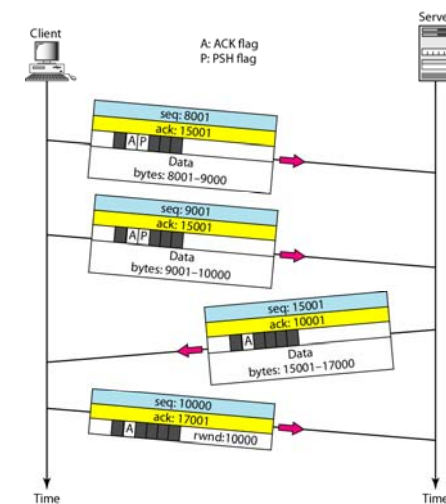 Client
Serve
A: ACK flag
P: PSH flag
seq: 8001
ack: 15001
A P
Data
bytes: 8001–9000
seq: 9001
ack: 15001
A P
Data
bytes: 9001–10000
seq: 15001
ack: 10001
A
Data
bytes: 15001–17000
seq: 10000
ack: 17001
A
rwnd:10000
Time
Time